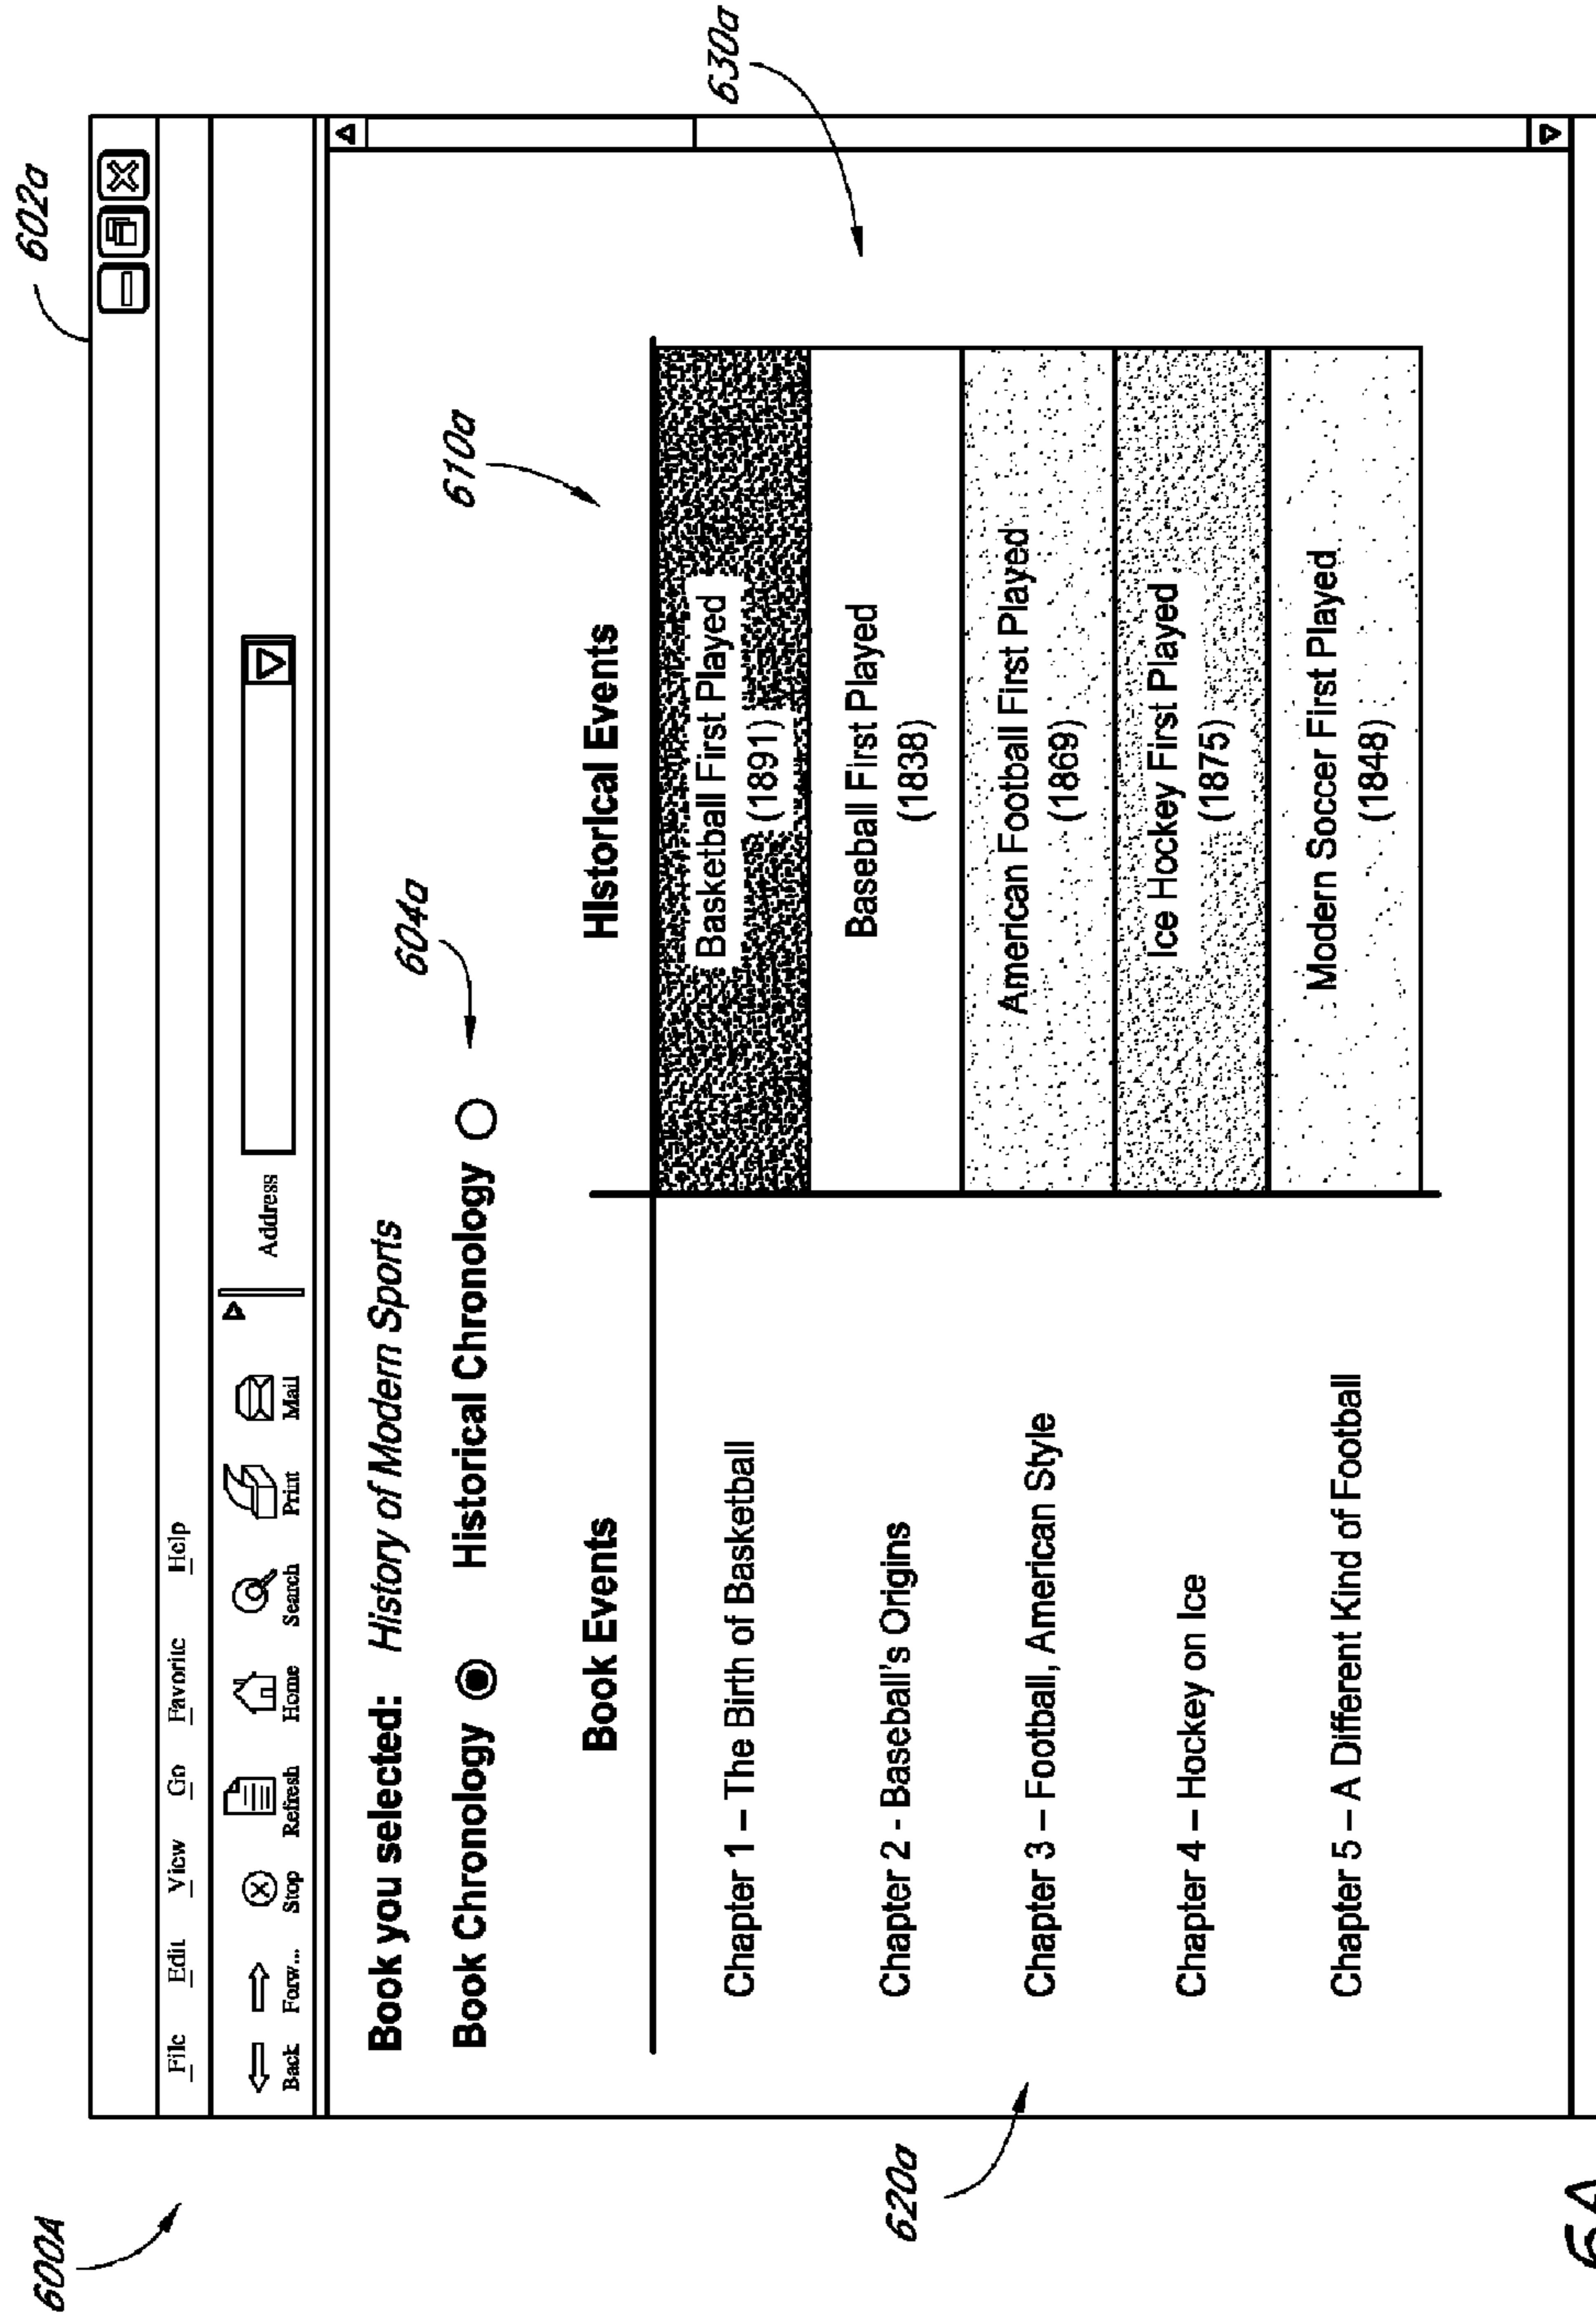 600A
602a
File Edit View Go Favorite Help
Back Forw... Stop Refresh Home Search Print Mail Address
Book you selected: History of Modern Sports
Book Chronology Historical Chronology
604a
610a
Book Events Historical Events
Chapter 1 – The Birth of Basketball
Basketball First Played
(1891)
630a
620a
Chapter 2 - Baseball's Origins
Baseball First Played
(1838)
Chapter 3 – Football, American Style
American Football First Played
(1869)
Chapter 4 – Hockey on Ice
Ice Hockey First Played
(1875)
Chapter 5 – A Different Kind of Football
Modern Soccer First Played
(1848)
6A